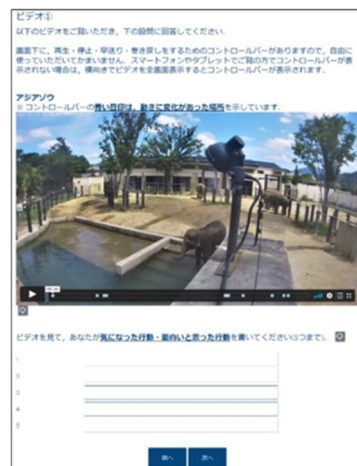 ビデオ①
以下のビデオをご覧いただき、下の設問に回答してください。
画面下に、再生・停止・早送り・巻き戻しをするためのコントロールバーがありますので、自由に
使っていただいてかまいません。スマートフォンやタブレットでご覧の方でコントロールバーが表
示されない場合は、横向きでビデオを全画面表示するとコントロールバーが表示されます。
アジアゾウ
※ コントロールバーの青い目印は、動きに変化があった場所を示しています。
ビデオを見て、あなたが気になった行動・面白いと思った行動を書いてください(5つまで)。
1
2
3
4
5
前へ
次へ